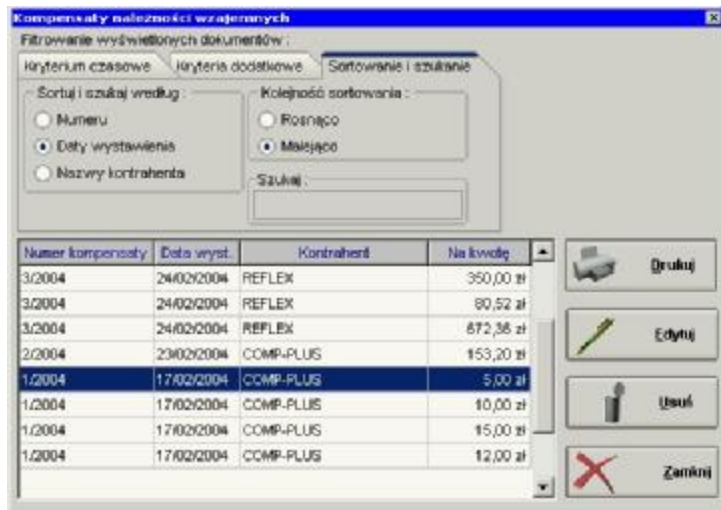 Kompensaty należności wzajemnych
Filtrowanie wyświetlonych dokumentów :
Kryterium czasowe Kryteria dodatkowe Sortowanie i szukanie
Sortuj i szukaj według : Kolejność sortowania :
Numeru Rosnąco
Daty wystawienia Malejąco
Nazwy kontrahenta
Szukaj :
Numer kompensaty Data wyst. Kontrahent Na kwotę
3/2004 24/02/2004 REFLEX 350,00 zł
3/2004 24/02/2004 REFLEX 80,52 zł
3/2004 24/02/2004 REFLEX 672,36 zł
2/2004 23/02/2004 COMP-PLUS 153,20 zł
1/2004 17/02/2004 COMP-PLUS 5,00 zł
1/2004 17/02/2004 COMP-PLUS 10,00 zł
1/2004 17/02/2004 COMP-PLUS 15,00 zł
1/2004 17/02/2004 COMP-PLUS 12,00 zł
Drukuj
Edytuj
Usuń
Zamknij